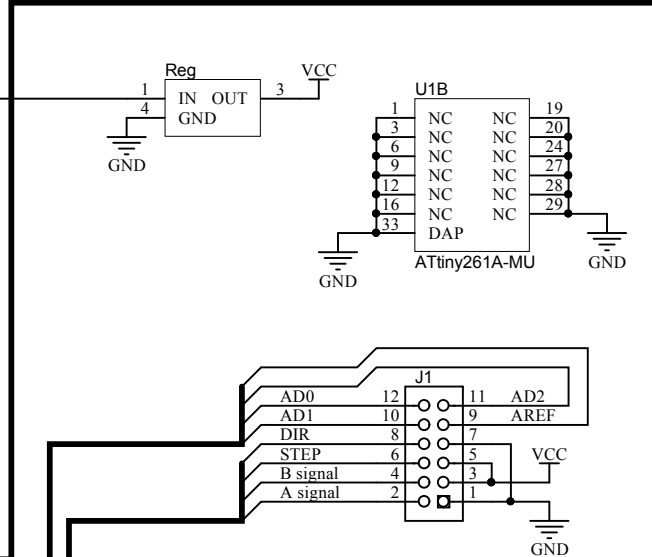 Reg
VCC
1 IN OUT 3
4 GND
GND
U1B
1 NC NC 19
3 NC NC 20
6 NC NC 24
9 NC NC 27
12 NC NC 28
16 NC NC 29
33 DAP
ATtiny261A-MU
GND
GND
J1
AD0 12 11 AD2
AD1 10 9 AREF
DIR 8 7
STEP 6 5 VCC
B signal 4 3
A signal 2 1
GND